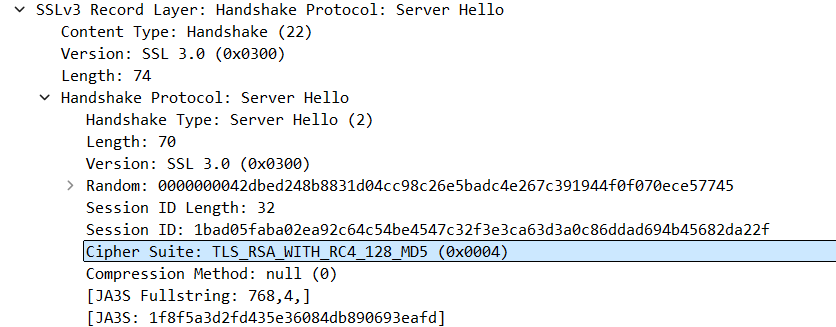 SSLv3 Record Layer: Handshake Protocol: Server Hello
Content Type: Handshake (22)
Version: SSL 3.0 (0x0300)
Length: 74
Handshake Protocol: Server Hello
Handshake Type: Server Hello (2)
Length: 70
Version: SSL 3.0 (0x0300)
Random: 0000000042dbed248b8831d04cc98c26e5badc4e267c391944f0f070ece57745
Session ID Length: 32
Session ID: 1bad05faba02ea92c64c54be4547c32f3e3ca63d3a0c86ddad694b45682da22f
Cipher Suite: TLS_RSA_WITH_RC4_128_MD5 (0x0004)
Compression Method: null (0)
[JA3S Fullstring: 768,4,]
[JA3S: 1f8f5a3d2fd435e36084db890693eafd]